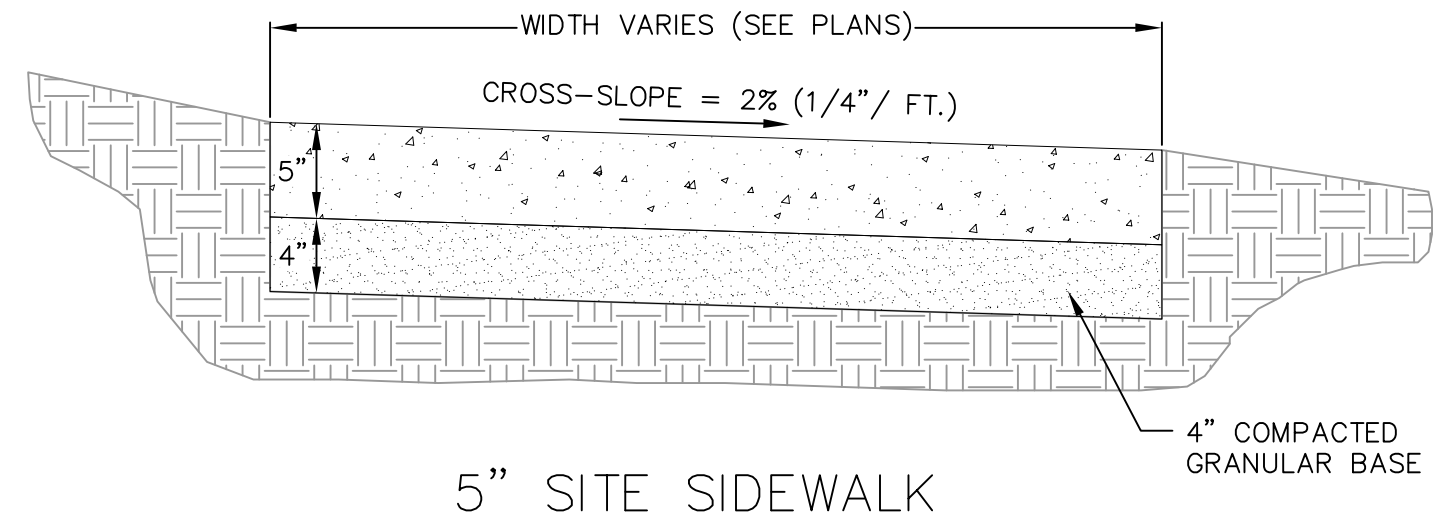 WIDTH VARIES (SEE PLANS)
CROSS-SLOPE = 2% (1/4"/ FT.)
5"
4"
4" COMPACTED
GRANULAR BASE
5" SITE SIDEWALK